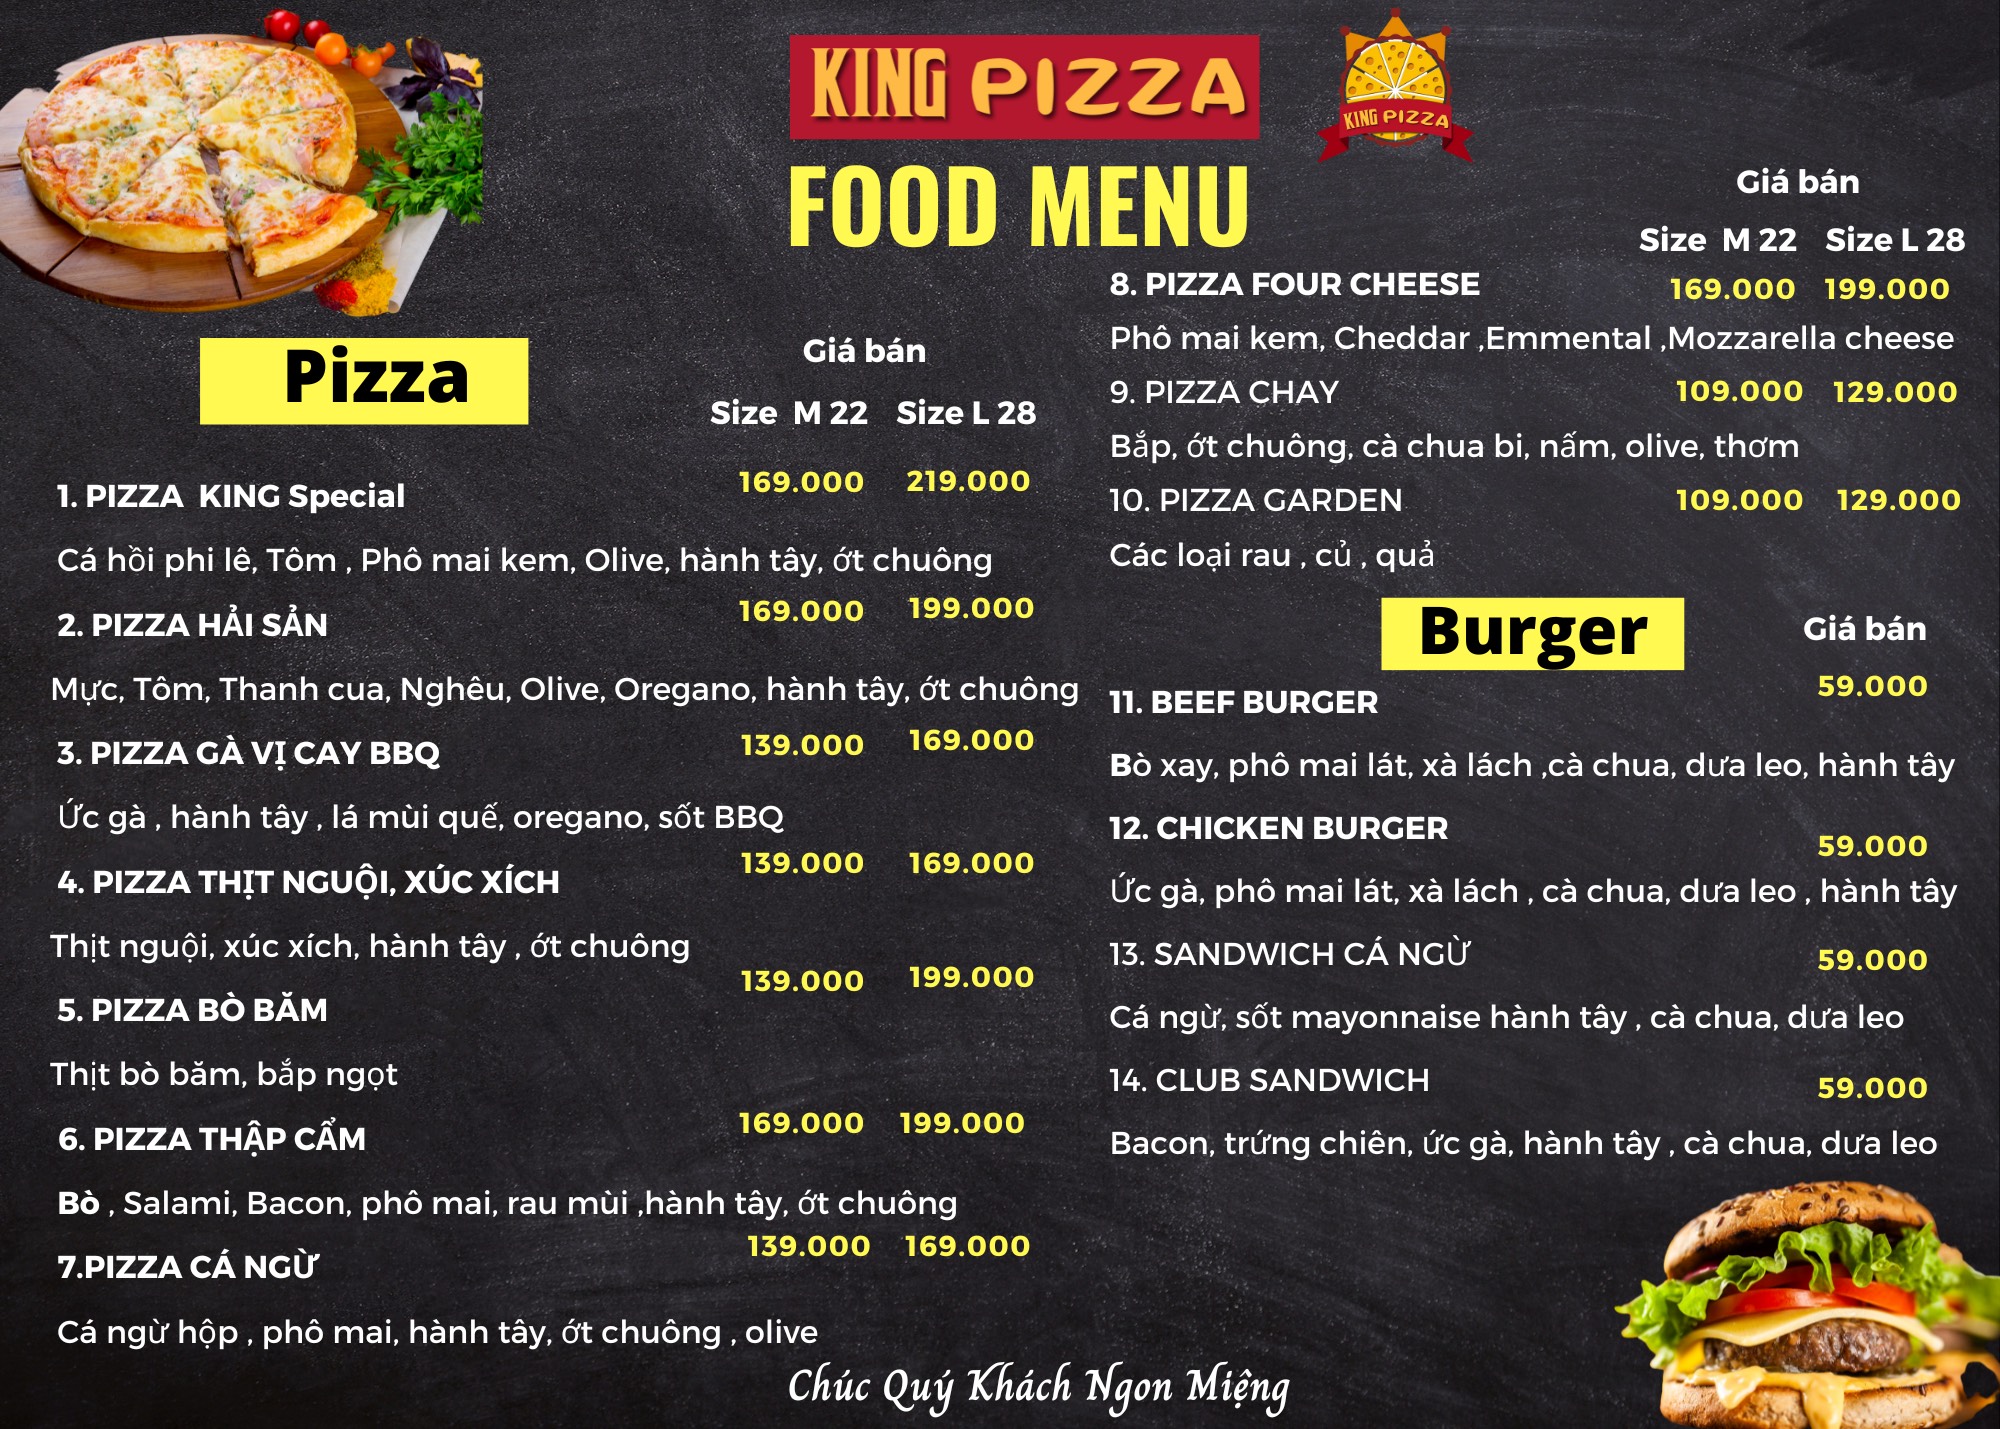 KING PIZZA
KING PIZZA
FOOD MENU
Pizza
Giá bán
Size M 22 Size L 28
1. PIZZA KING Special 169.000 219.000
Cá hồi phi lê, Tôm , Phô mai kem, Olive, hành tây, ớt chuông
2. PIZZA HẢI SẢN 169.000 199.000
Mực, Tôm, Thanh cua, Nghêu, Olive, Oregano, hành tây, ớt chuông
3. PIZZA GÀ VỊ CAY BBQ 139.000 169.000
Ức gà , hành tây , lá mùi quế, oregano, sốt BBQ
4. PIZZA THỊT NGUỘI, XÚC XÍCH 139.000 169.000
Thịt nguội, xúc xích, hành tây , ớt chuông
5. PIZZA BÒ BĂM 139.000 199.000
Thịt bò băm, bắp ngọt
6. PIZZA THẬP CẨM 169.000 199.000
Bò , Salami, Bacon, phô mai, rau mùi ,hành tây, ớt chuông
7.PIZZA CÁ NGỪ 139.000 169.000
Cá ngừ hộp , phô mai, hành tây, ớt chuông , olive
Giá bán
Size M 22 Size L 28
8. PIZZA FOUR CHEESE 169.000 199.000
Phô mai kem, Cheddar ,Emmental ,Mozzarella cheese
9. PIZZA CHAY 109.000 129.000
Bắp, ớt chuông, cà chua bi, nấm, olive, thơm
10. PIZZA GARDEN 109.000 129.000
Các loại rau , củ , quả
Burger Giá bán
11. BEEF BURGER 59.000
Bò xay, phô mai lát, xà lách ,cà chua, dưa leo, hành tây
12. CHICKEN BURGER 59.000
Ức gà, phô mai lát, xà lách , cà chua, dưa leo , hành tây
13. SANDWICH CÁ NGỪ 59.000
Cá ngừ, sốt mayonnaise hành tây , cà chua, dưa leo
14. CLUB SANDWICH 59.000
Bacon, trứng chiên, ức gà, hành tây , cà chua, dưa leo
Chúc Quý Khách Ngon Miệng